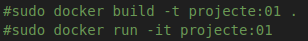 #sudo docker build -t projecte:01 .
#sudo docker run -it projecte:01